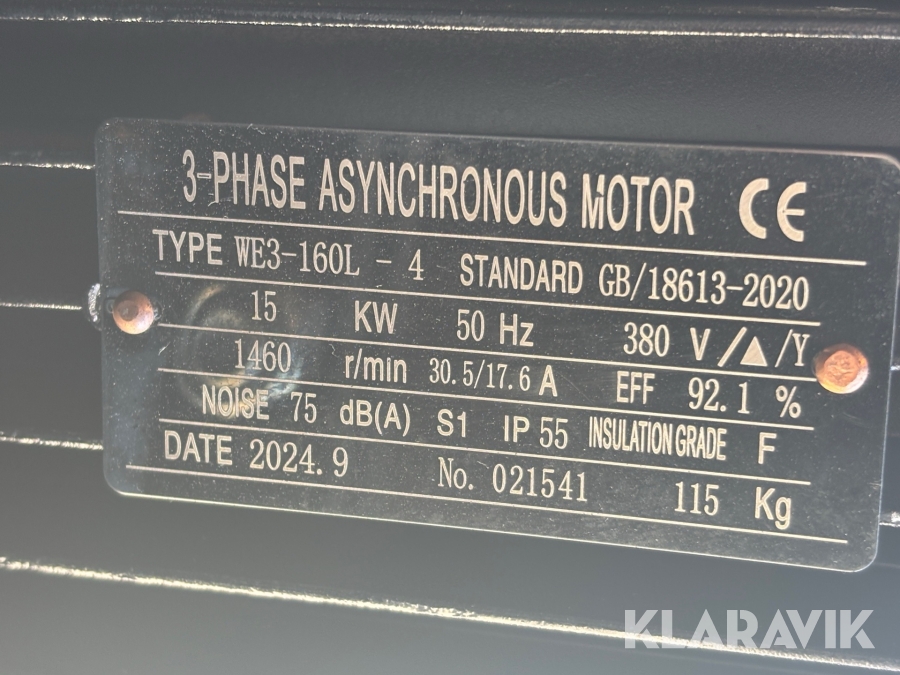 3-PHASE ASYNCHRONOUS MOTOR CE
TYPE WE3-160L - 4 STANDARD GB/18613-2020
15 KW 50 Hz 380 V/△/Y
1460 r/min 30.5/17.6 A EFF 92.1 %
NOISE 75 dB(A) S1 IP 55 INSULATION GRADE F
DATE 2024.9 No. 021541 115 Kg
KLARAVIK